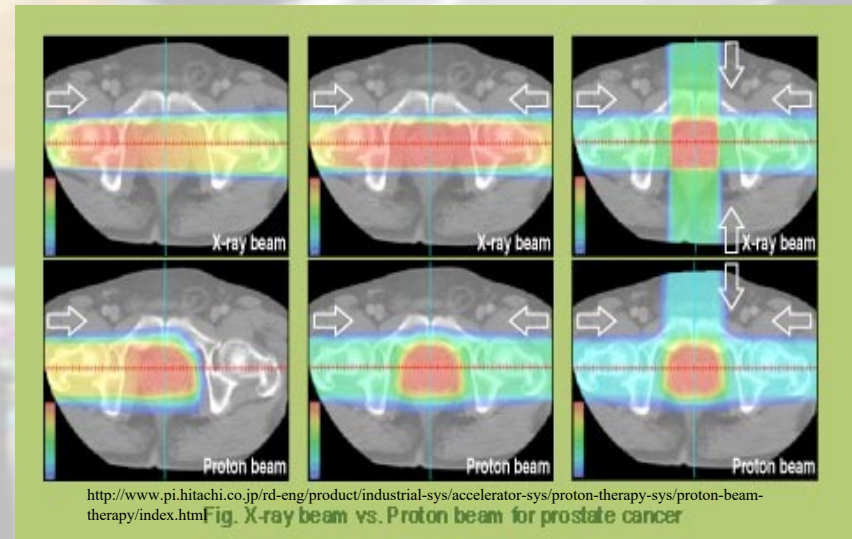 X-ray beam
X-ray beam
X-ray beam
Proton beam
Proton beam
Proton beam
http://www.pi.hitachi.co.jp/rd-eng/product/industrial-sys/accelerator-sys/proton-therapy-sys/proton-beam-
therapy/index.html
Fig. X-ray beam vs. Proton beam for prostate cancer